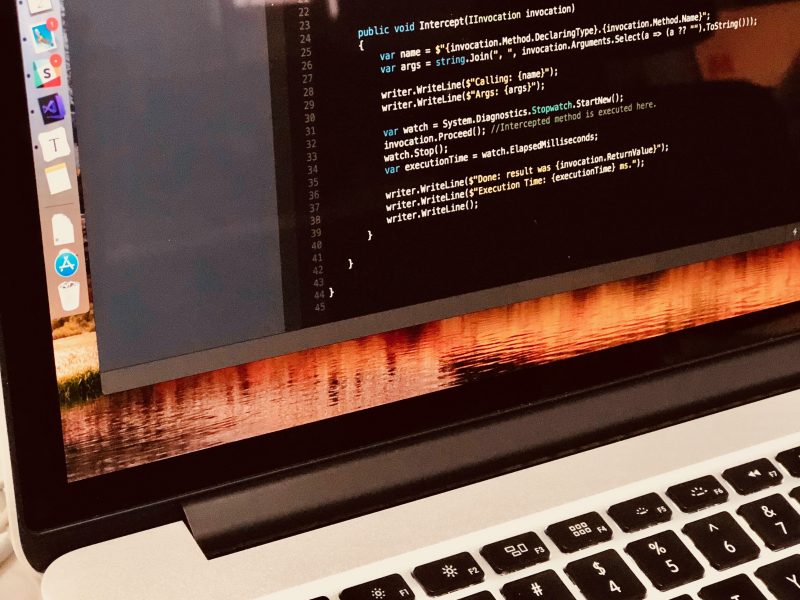 22
23 public void Intercept(IInvocation invocation)
24 {
25 var name = $"{invocation.Method.DeclaringType}.{invocation.Method.Name}";
26 var args = string.Join(", ", invocation.Arguments.Select(a => (a ?? "").ToString()));
27
28 writer.WriteLine($"Calling: {name}");
29 writer.WriteLine($"Args: {args}");
30
31 var watch = System.Diagnostics.Stopwatch.StartNew();
32 invocation.Proceed(); //Intercepted method is executed here.
33 watch.Stop();
34 var executionTime = watch.ElapsedMilliseconds;
35
36 writer.WriteLine($"Done: result was {invocation.ReturnValue}");
37 writer.WriteLine($"Execution Time: {executionTime} ms.");
38 writer.WriteLine();
39 }
40
41 }
42
43
44 }
45
T
F1 F2 F3 F4 F5 F6 F7
# $ % ^ &
4 5 6 7
T Y